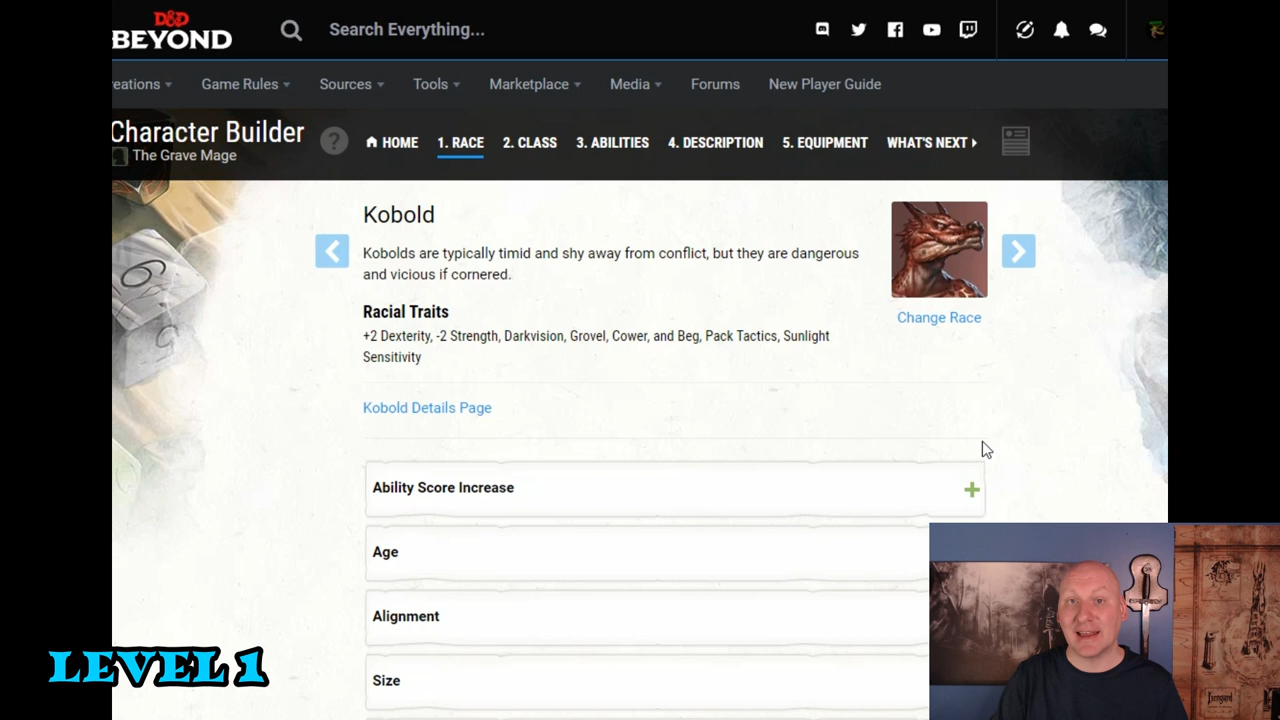 D&D
BEYOND
Search Everything...
eations
Game Rules
Sources
Tools
Marketplace
Media
Forums
New Player Guide
Character Builder
The Grave Mage
?
HOME
1. RACE
2. CLASS
3. ABILITIES
4. DESCRIPTION
5. EQUIPMENT
WHAT'S NEXT
Kobold
Kobolds are typically timid and shy away from conflict, but they are dangerous
and vicious if cornered.
Racial Traits
+2 Dexterity, -2 Strength, Darkvision, Grovel, Cower, and Beg, Pack Tactics, Sunlight
Sensitivity
Change Race
Kobold Details Page
Ability Score Increase
Age
Alignment
Size
LEVEL 1
Isengard